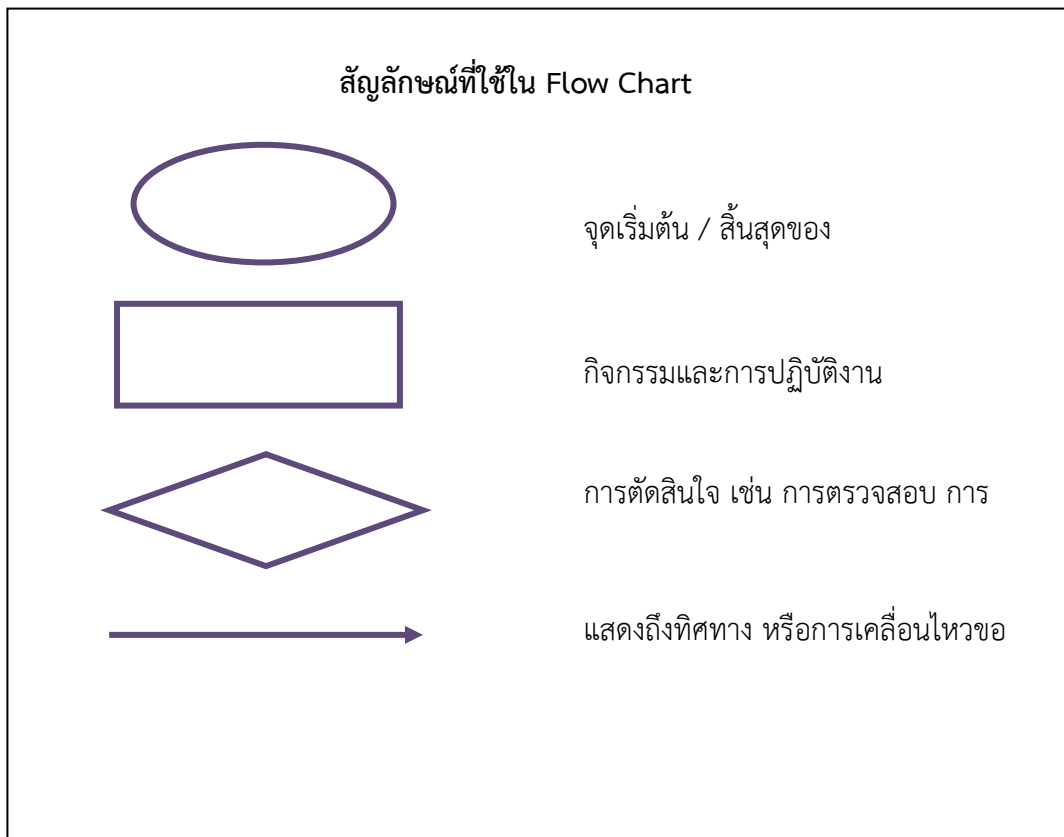 สัญลักษณ์ที่ใช้ใน Flow Chart
จุดเริ่มต้น / สิ้นสุดของ
กิจกรรมและการปฏิบัติงาน
การตัดสินใจ เช่น การตรวจสอบ การ
แสดงถึงทิศทาง หรือการเคลื่อนไหวขอ